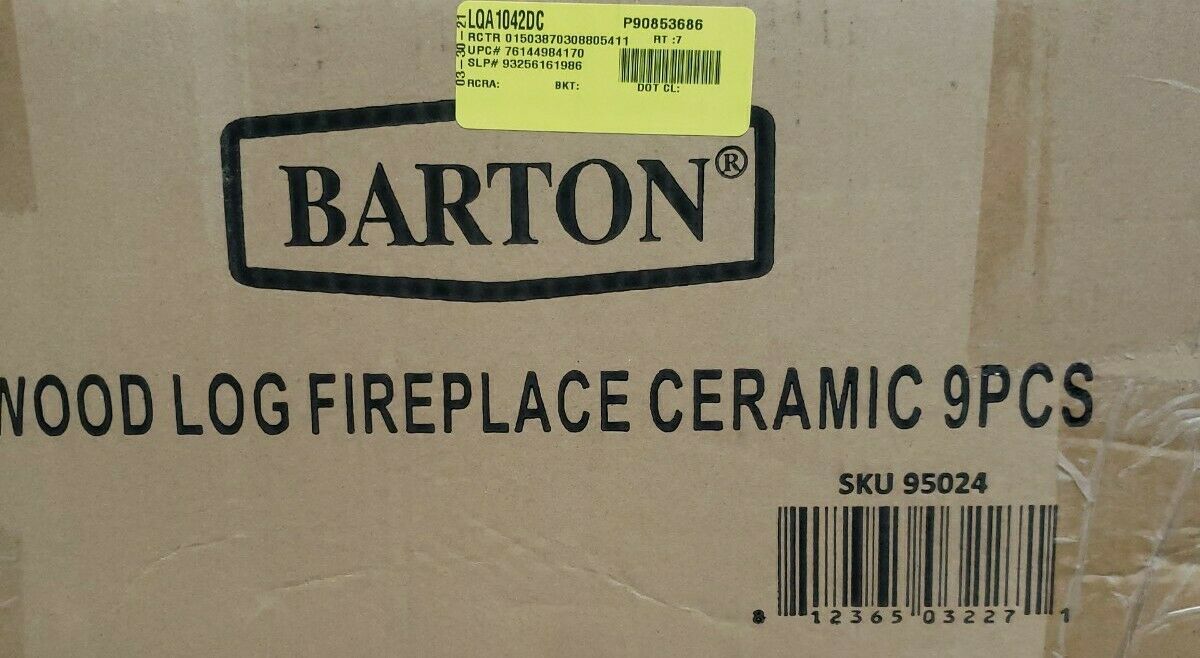 LQA1042DC P90853686
RCTR 01503870308805411 RT :7
UPC# 76144984170
SLP# 93256161986
RCRA: BKT: DOT CL:
03-30-21
BARTON®
WOOD LOG FIREPLACE CERAMIC 9PCS
SKU 95024
8 12365 03227 1